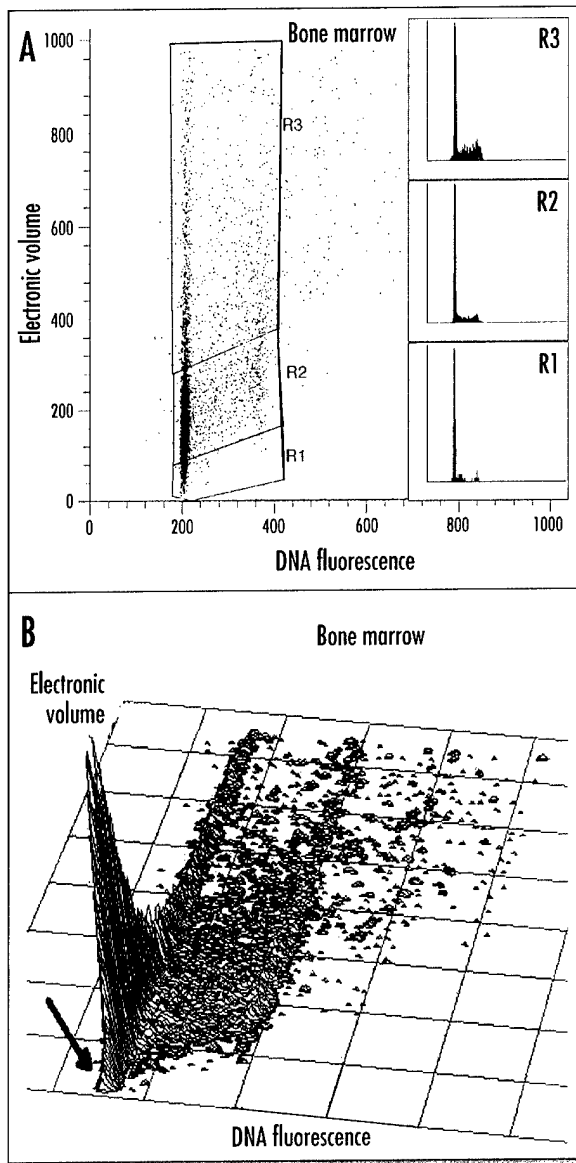 A
Bone marrow
Electronic volume
1000
800
600
400
200
0
R3
R2
R1
0
200
400
600
800
1000
DNA fluorescence
R3
R2
R1
B
Bone marrow
Electronic
volume
DNA fluorescence